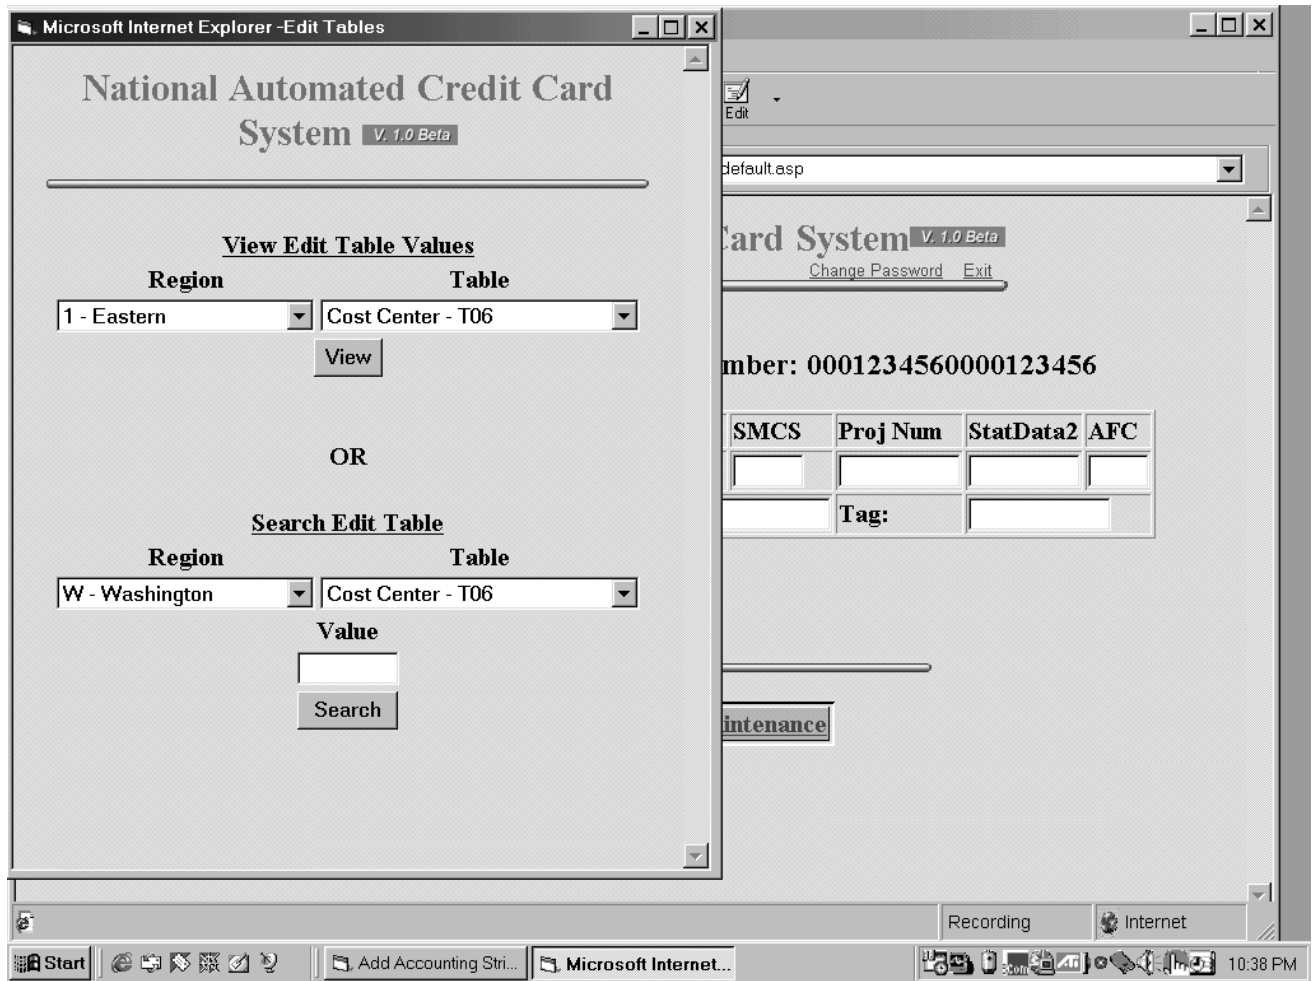 Microsoft Internet Explorer -Edit Tables
National Automated Credit Card
System V. 1.0 Beta
View Edit Table Values
Region Table
1 - Eastern Cost Center - T06
View
OR
Search Edit Table
Region Table
W - Washington Cost Center - T06
Value
Search
Edit
default.asp
Card System V. 1.0 Beta
Change Password Exit
mber: 0001234560000123456
SMCS Proj Num StatData2 AFC
Tag:
intenance
Recording Internet
Start Add Accounting Stri... Microsoft Internet... 10:38 PM